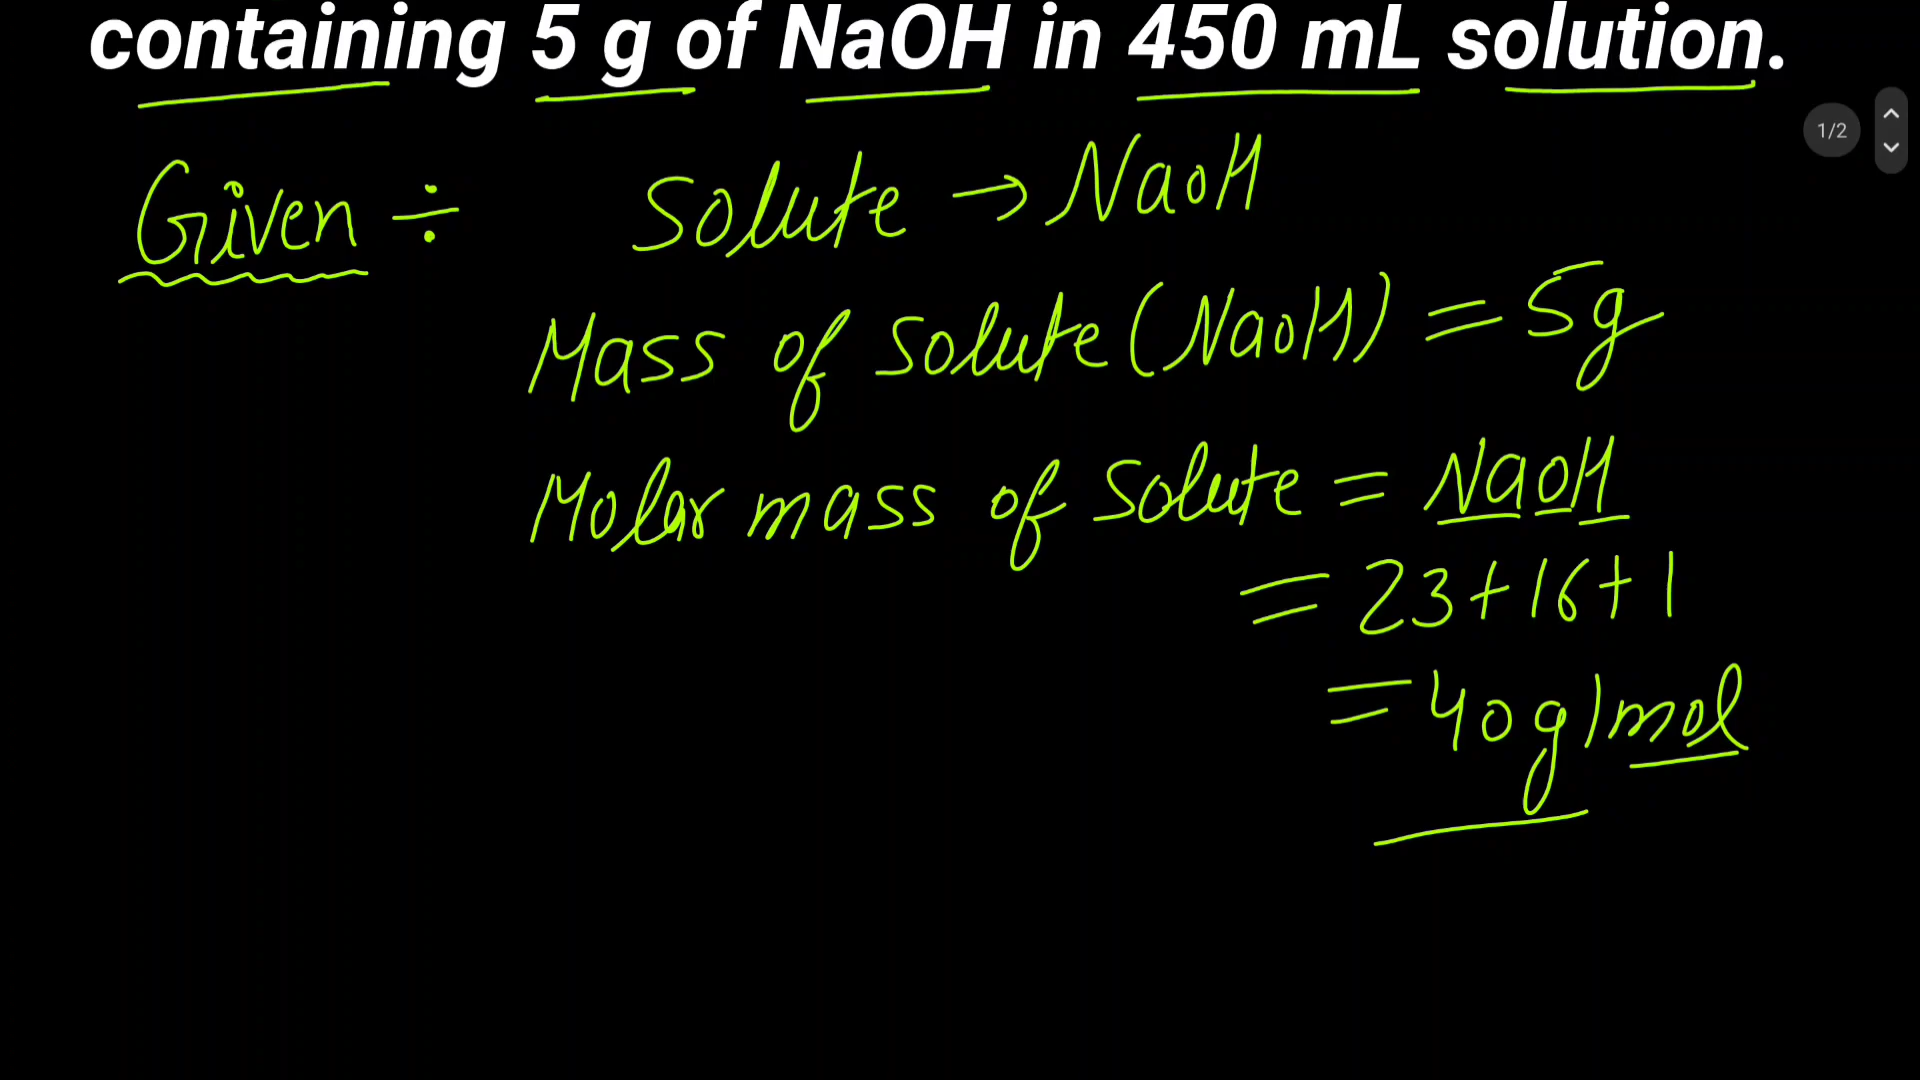 containing 5 g of NaOH in 450 mL solution.
1/2
Given ÷ Solute → NaOH
Mass of Solute (NaOH) = 5g
Molar mass of Solute = NaOH
= 23+16+1
= 40g/mol